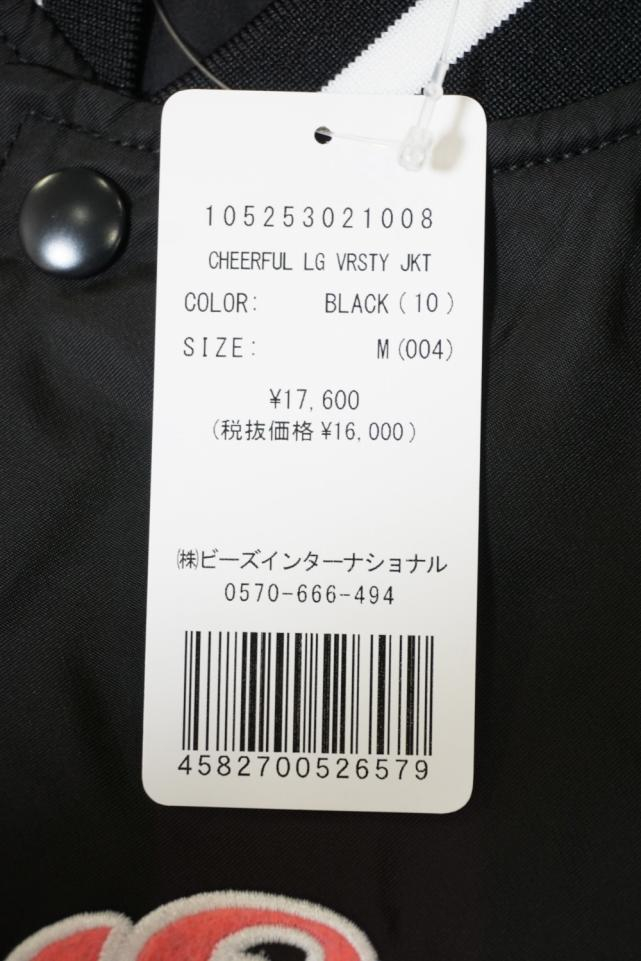 105253021008
CHEERFUL LG VRSTY JKT
COLOR: BLACK(10)
SIZE: M(004)
¥17,600
(税抜価格¥16,000)
㈱ビーズインターナショナル
0570-666-494
4582700526579